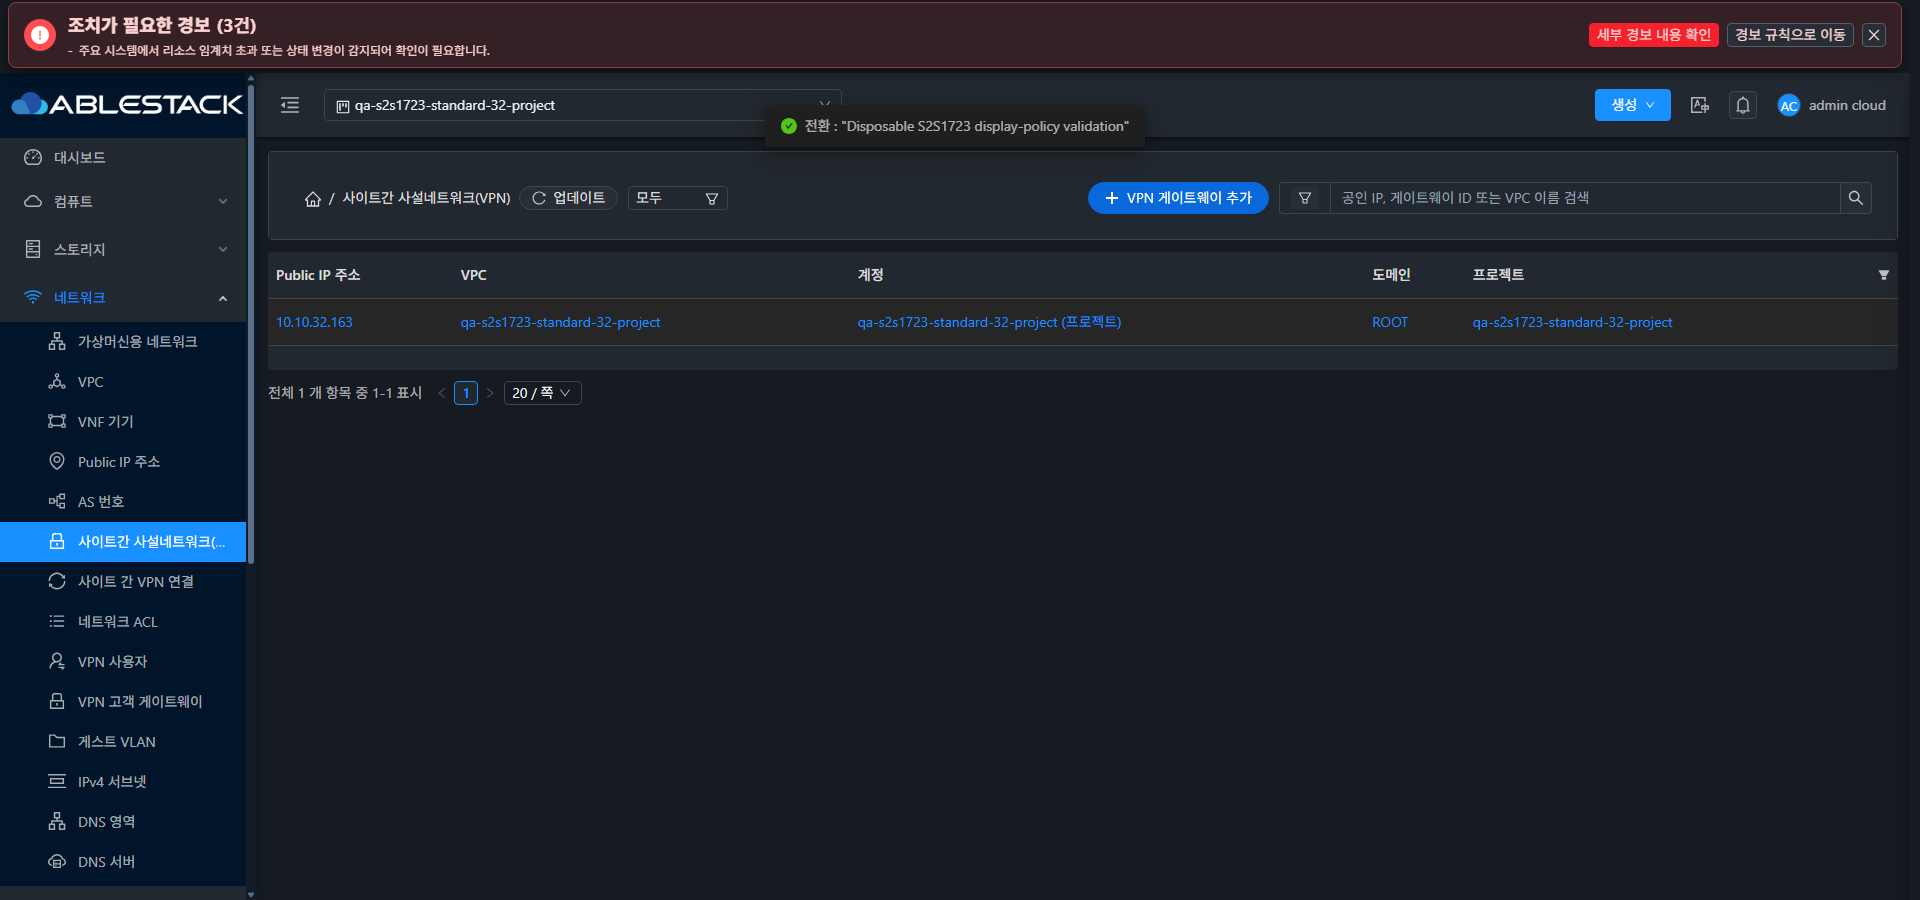 조치가 필요한 경보 (3건)
- 주요 시스템에서 리소스 임계치 초과 또는 상태 변경이 감지되어 확인이 필요합니다.
세부 경보 내용 확인
경보 규칙으로 이동
ABLESTACK
qa-s2s1723-standard-32-project
전환 : "Disposable S2S1723 display-policy validation"
생성
AC
admin cloud
대시보드
컴퓨트
스토리지
네트워크
가상머신용 네트워크
VPC
VNF 기기
Public IP 주소
AS 번호
사이트간 사설네트워크(...
사이트 간 VPN 연결
네트워크 ACL
VPN 사용자
VPN 고객 게이트웨이
게스트 VLAN
IPv4 서브넷
DNS 영역
DNS 서버
/ 사이트간 사설네트워크(VPN)
업데이트
모두
VPN 게이트웨이 추가
공인 IP, 게이트웨이 ID 또는 VPC 이름 검색
Public IP 주소 VPC 계정 도메인 프로젝트
10.10.32.163 qa-s2s1723-standard-32-project qa-s2s1723-standard-32-project (프로젝트) ROOT qa-s2s1723-standard-32-project
전체 1 개 항목 중 1-1 표시
1
20 / 쪽